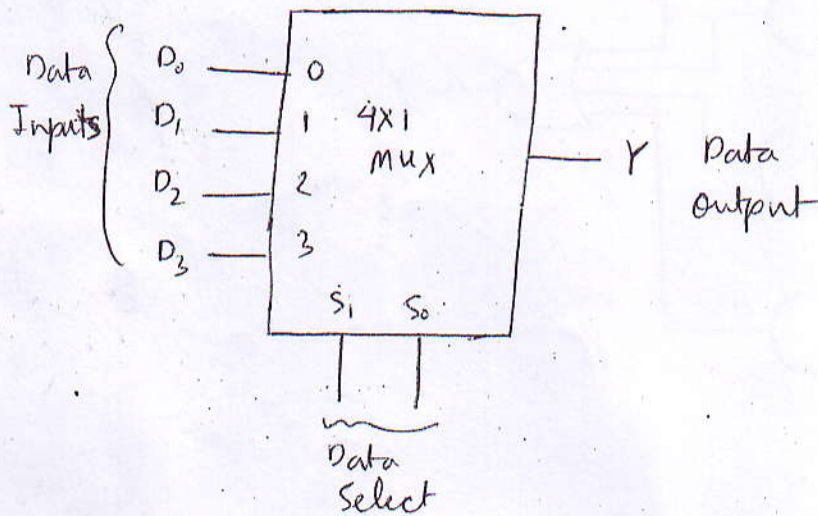 Data
Inputs
D₀
D₁
D₂
D₃
0
1
2
3
4X1
MUX
S₁ S₀
Y
Data
Output
Data
Select